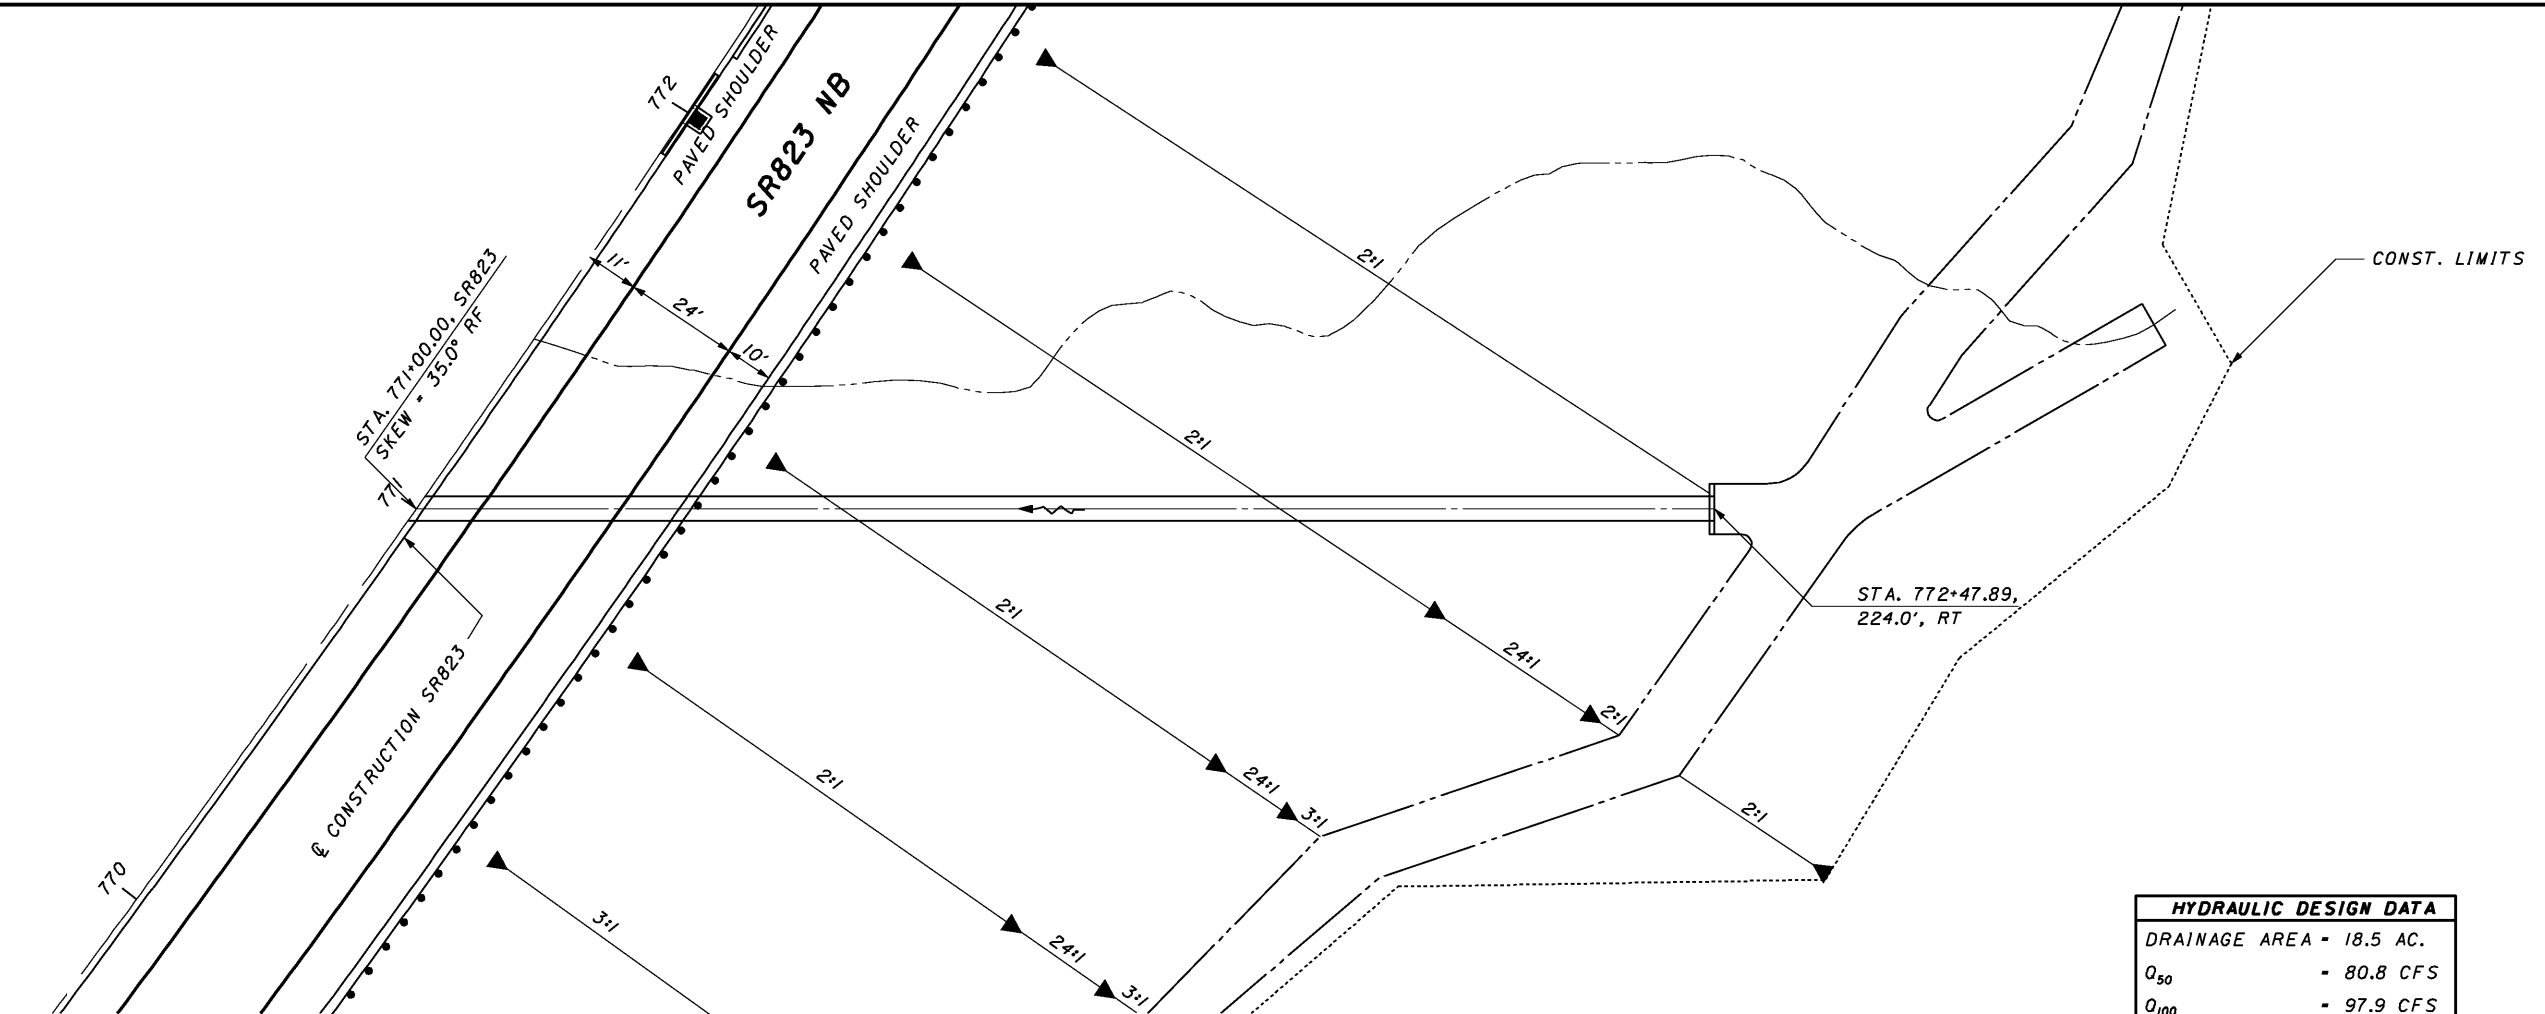 772
PAVED SHOULDER
SR823 NB
PAVED SHOULDER
2:1
CONST. LIMITS
STA. 771+00.00, SR823
SKEW = 35.0° RF
11'
24'
10'
2:1
771
2:1
STA. 772+47.89,
224.0', RT
24:1
2:1
℄ CONSTRUCTION SR823
2:1
24:1
3:1
2:1
770
3:1
24:1
3:1
HYDRAULIC DESIGN DATA
DRAINAGE AREA = 18.5 AC.
Q50 = 80.8 CFS
Q100 = 97.9 CFS